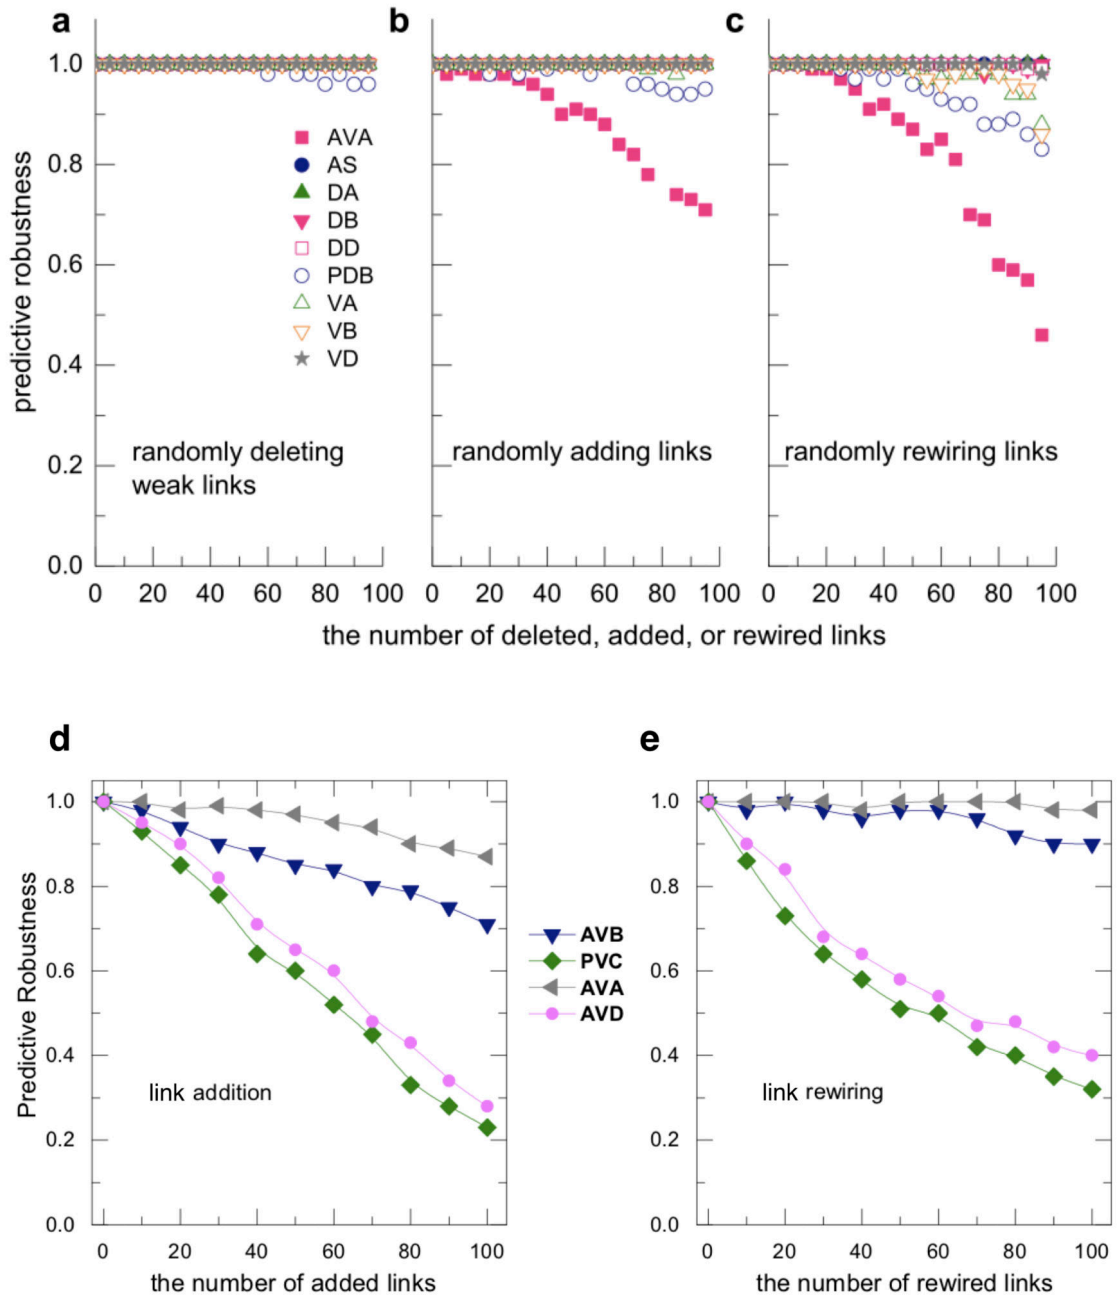 a
b
c
1.0
0.8
0.6
0.4
0.2
0.0
predictive robustness
AVA
AS
DA
DB
DD
PDB
VA
VB
VD
randomly deleting
weak links
randomly adding links
randomly rewiring links
0 20 40 60 80 100
0 20 40 60 80 100
0 20 40 60 80 100
the number of deleted, added, or rewired links
d
1.0
0.8
0.6
0.4
0.2
0.0
Predictive Robustness
link addition
0 20 40 60 80 100
the number of added links
AVB
PVC
AVA
AVD
e
1.0
0.8
0.6
0.4
0.2
0.0
link rewiring
0 20 40 60 80 100
the number of rewired links